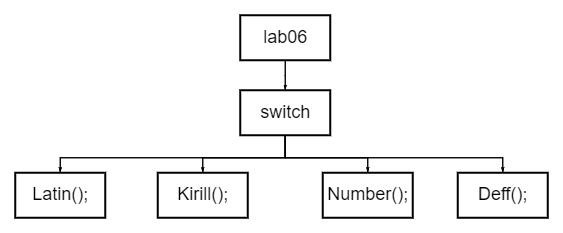 lab06
switch
Latin();
Kirill();
Number();
Deff();